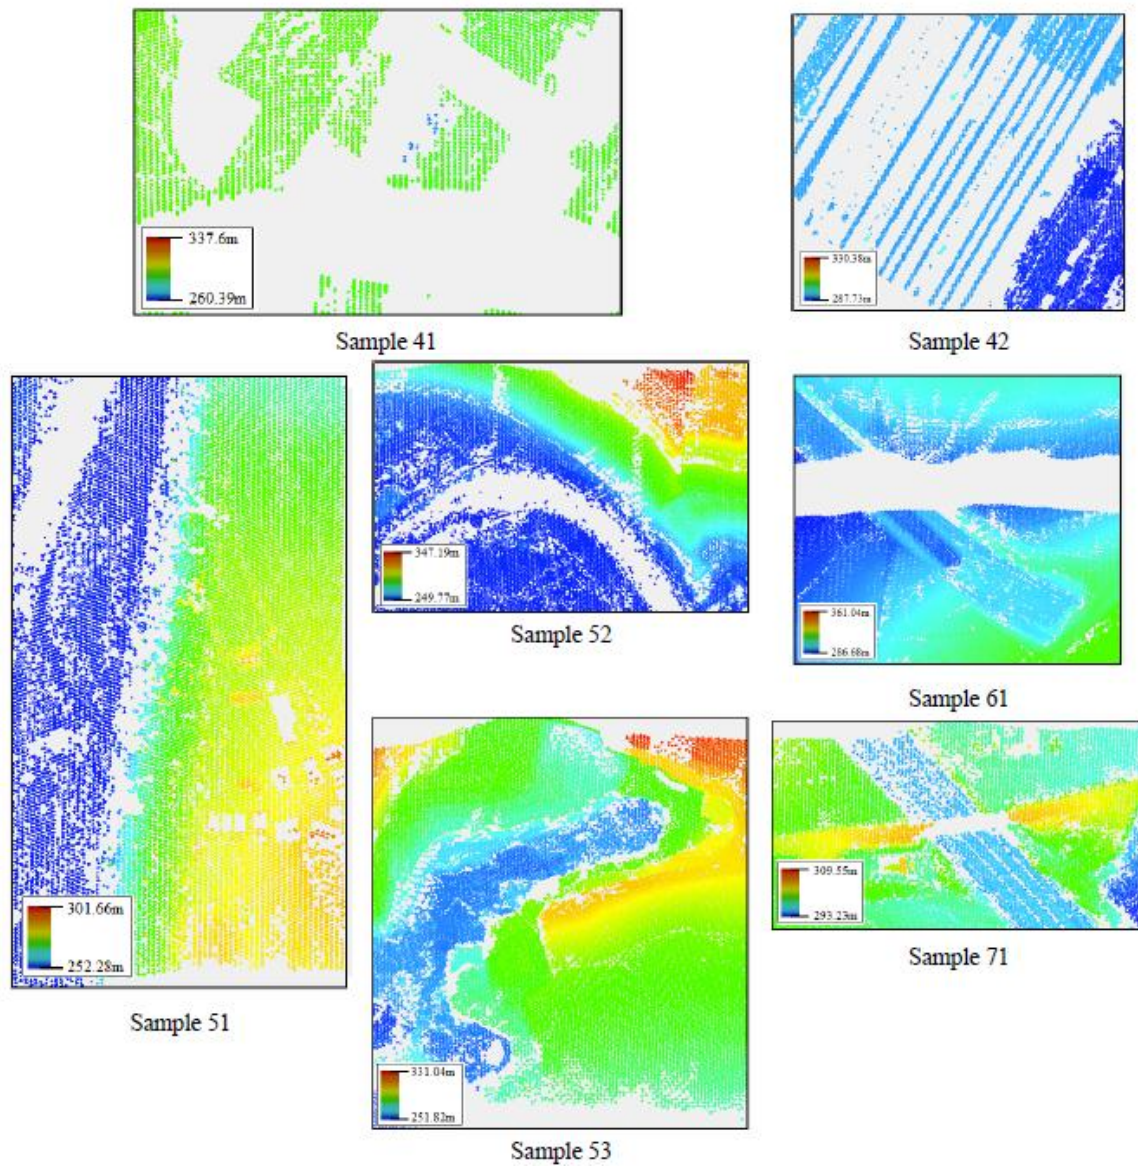 337.6m
260.39m
Sample 41
330.38m
287.73m
Sample 42
301.66m
252.28m
Sample 51
347.19m
249.77m
Sample 52
361.04m
286.68m
Sample 61
331.04m
251.82m
Sample 53
309.55m
293.23m
Sample 71